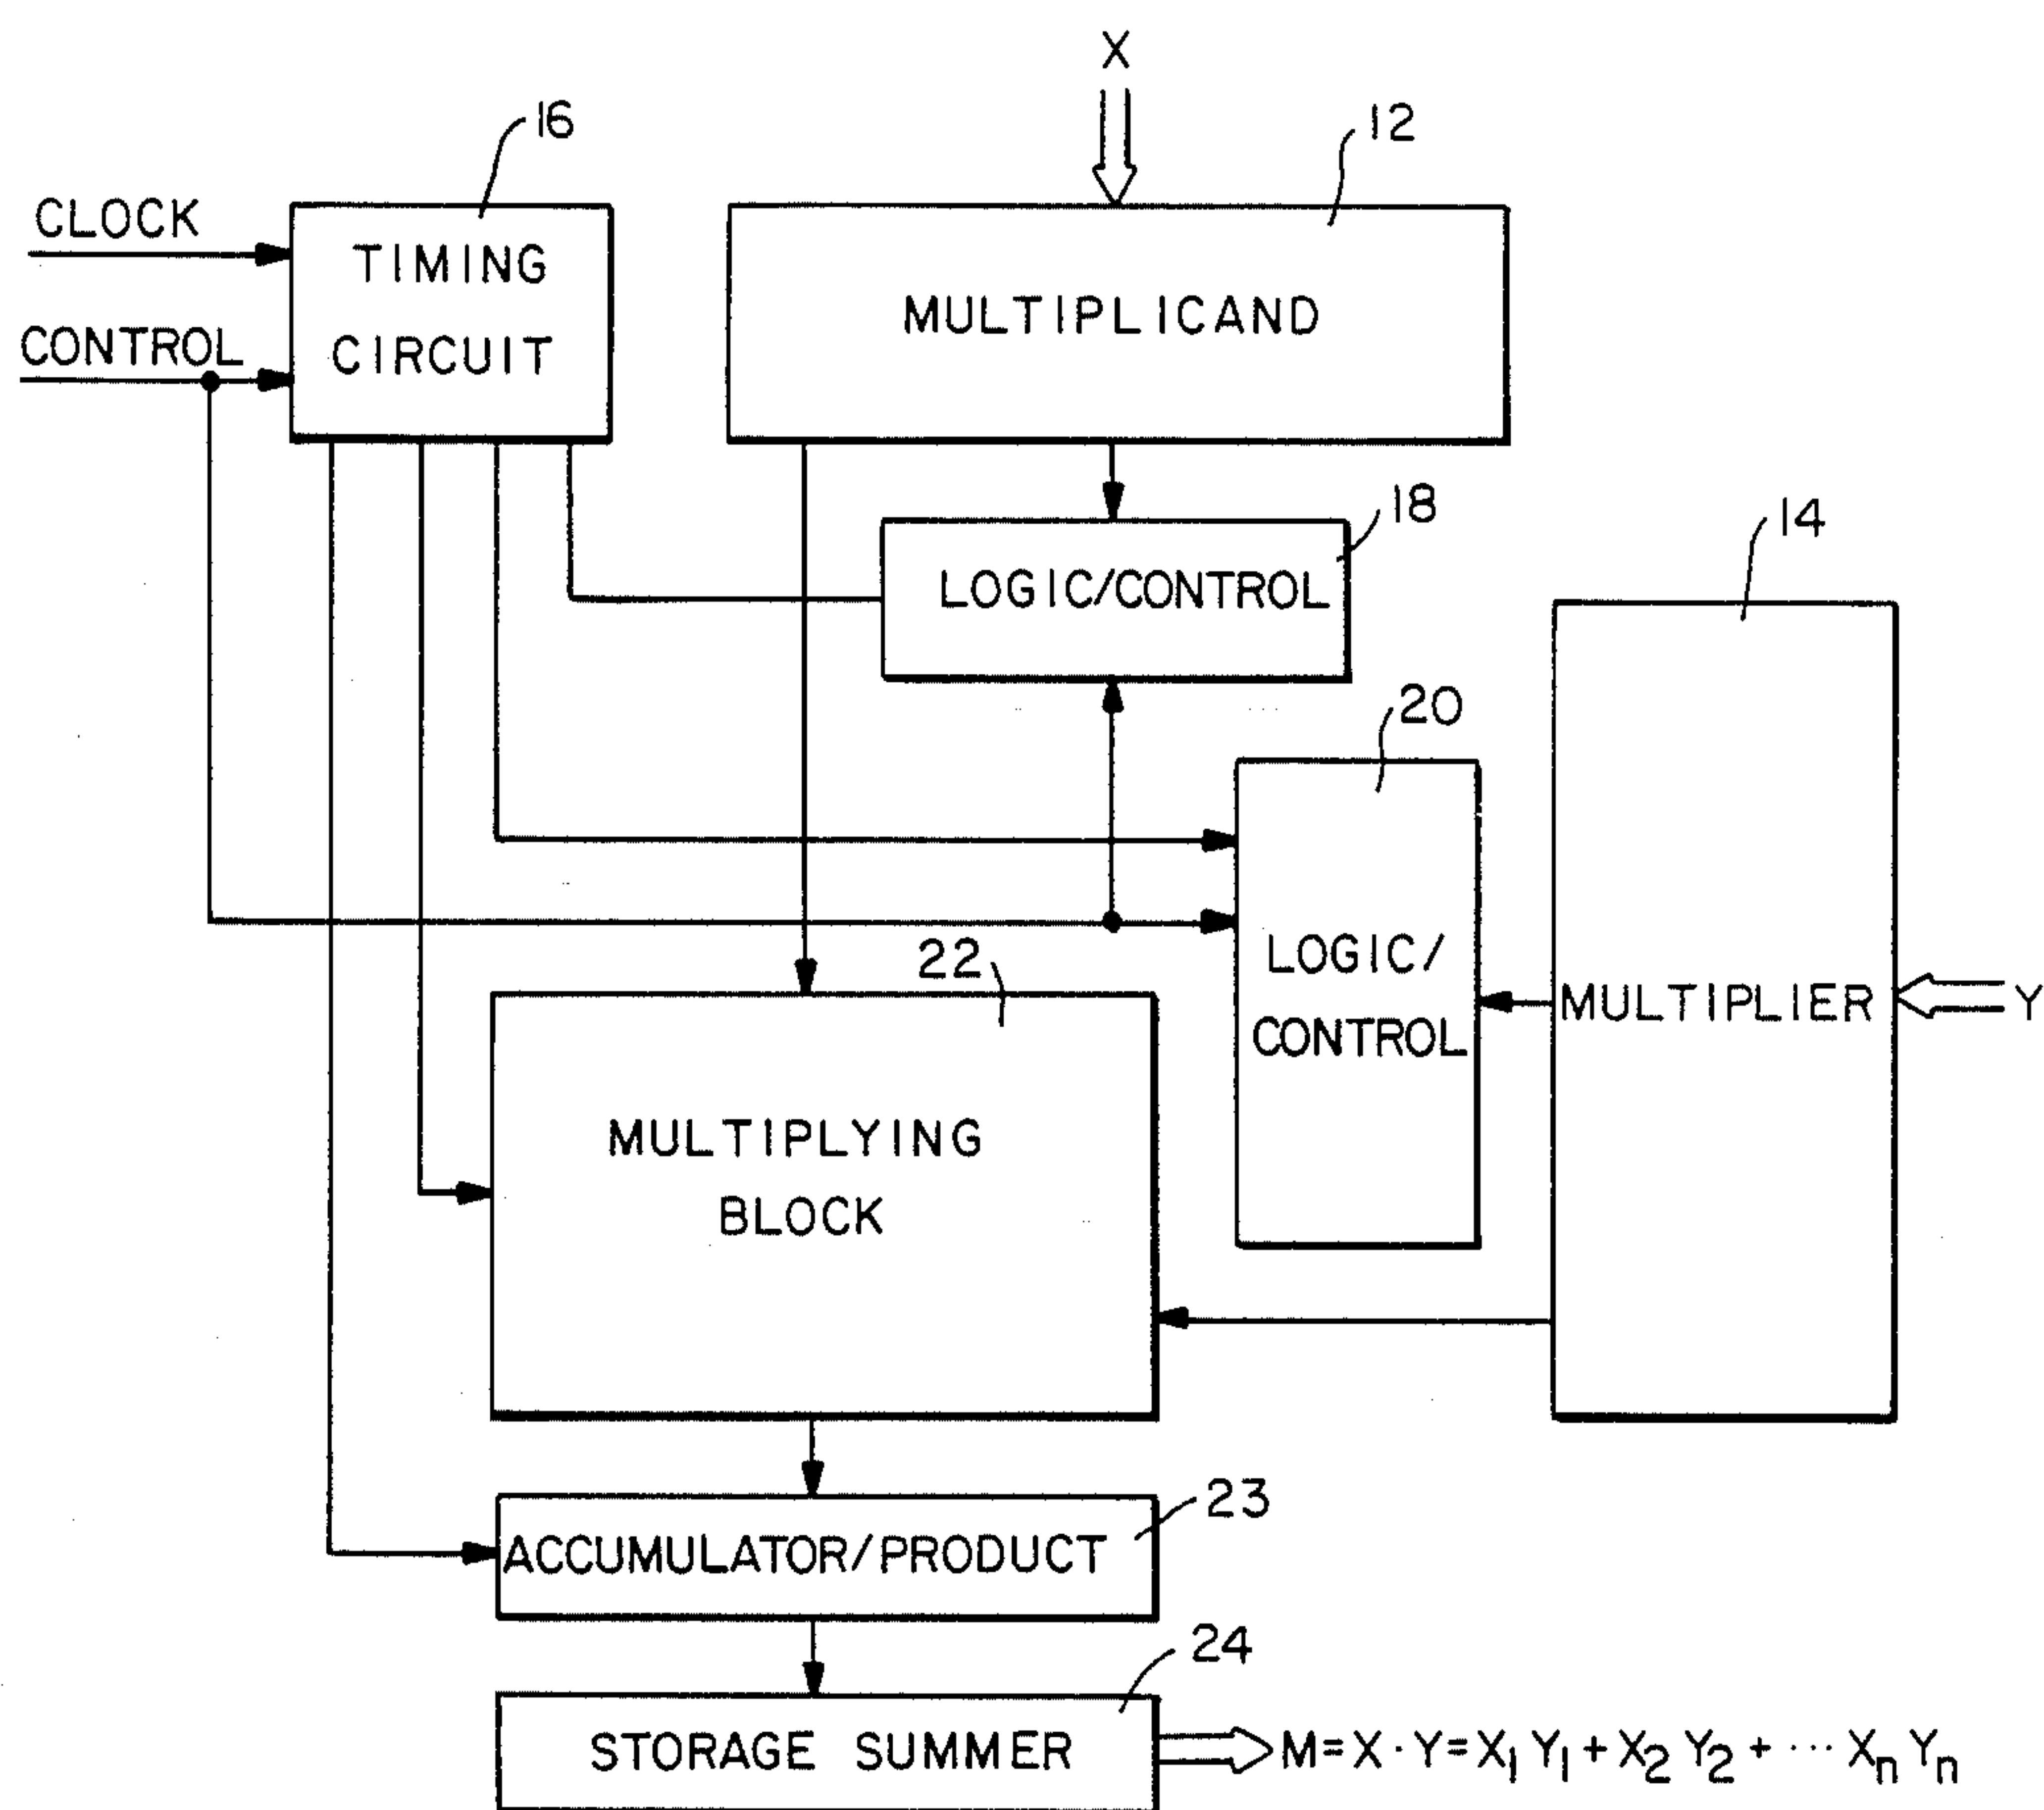 X
16
12
CLOCK
TIMING
CIRCUIT
CONTROL
MULTIPLICAND
18
LOGIC/CONTROL
14
20
22
LOGIC/
CONTROL
MULTIPLIER
Y
MULTIPLYING
BLOCK
23
ACCUMULATOR/PRODUCT
24
STORAGE SUMMER
M=X·Y=X₁Y₁+X₂Y₂+···XₙYₙ